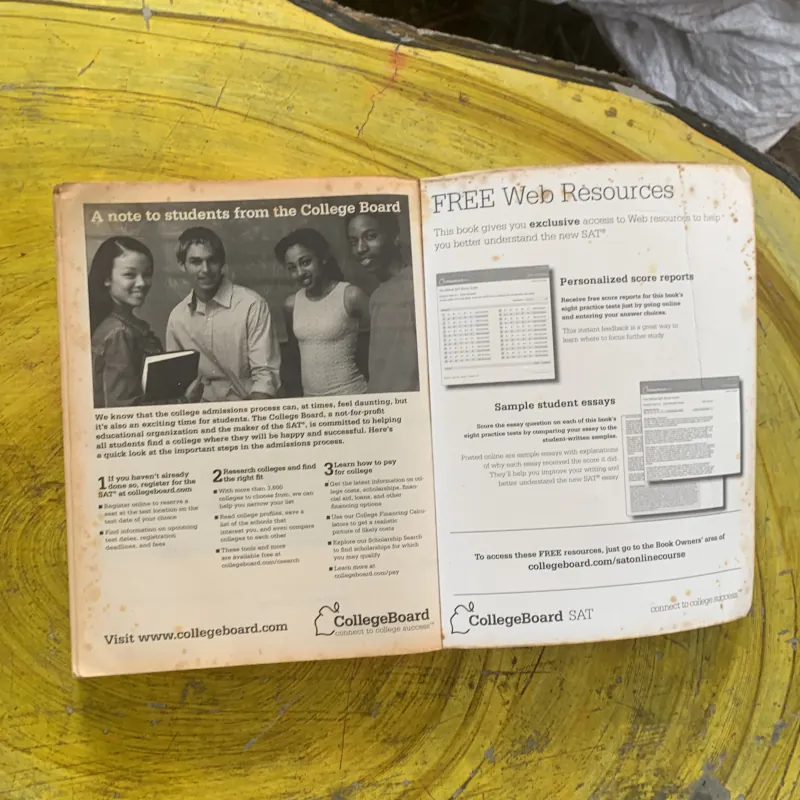 A note to students from the College Board
We know that the college admissions process can, at times, feel daunting, but
it's also an exciting time for students. The College Board, a not-for-profit
educational organization and the maker of the SAT®, is committed to helping
all students find a college where they will be happy and successful. Here's
a quick look at the important steps in the admissions process.
1 If you haven't already
done so, register for the
SAT® at collegeboard.com
■ Register online to reserve a
seat at the test location on the
test date of your choice
■ Find information on upcoming
test dates, registration
deadlines, and fees
2 Research colleges and find
the right fit
■ With more than 3,600
colleges to choose from, we can
help you narrow your list
■ Read college profiles, save a
list of the schools that
interest you, and even compare
colleges to each other
■ These tools and more
are available free at
collegeboard.com/csearch
3 Learn how to pay
for college
■ Get the latest information on col-
lege costs, scholarships, finan-
cial aid, loans, and other
financing options
■ Use our College Financing Calcu-
lators to get a realistic
picture of likely costs
■ Explore our Scholarship Search
to find scholarships for which
you may qualify
■ Learn more at
collegeboard.com/pay
Visit www.collegeboard.com
CollegeBoard
connect to college success™
FREE Web Resources
This book gives you exclusive access to Web resources to help
you better understand the new SAT®
Personalized score reports
Receive free score reports for this book's
eight practice tests just by going online
and entering your answer choices.
This instant feedback is a great way to
learn where to focus further study
Sample student essays
Score the essay question on each of this book's
eight practice tests by comparing your essay to the
student-written samples.
Posted online are sample essays with explanations
of why each essay received the score it did.
They'll help you improve your writing and
better understand the new SAT essay
To access these FREE resources, just go to the Book Owners' area of
collegeboard.com/satonlinecourse
CollegeBoard SAT
connect to college success™